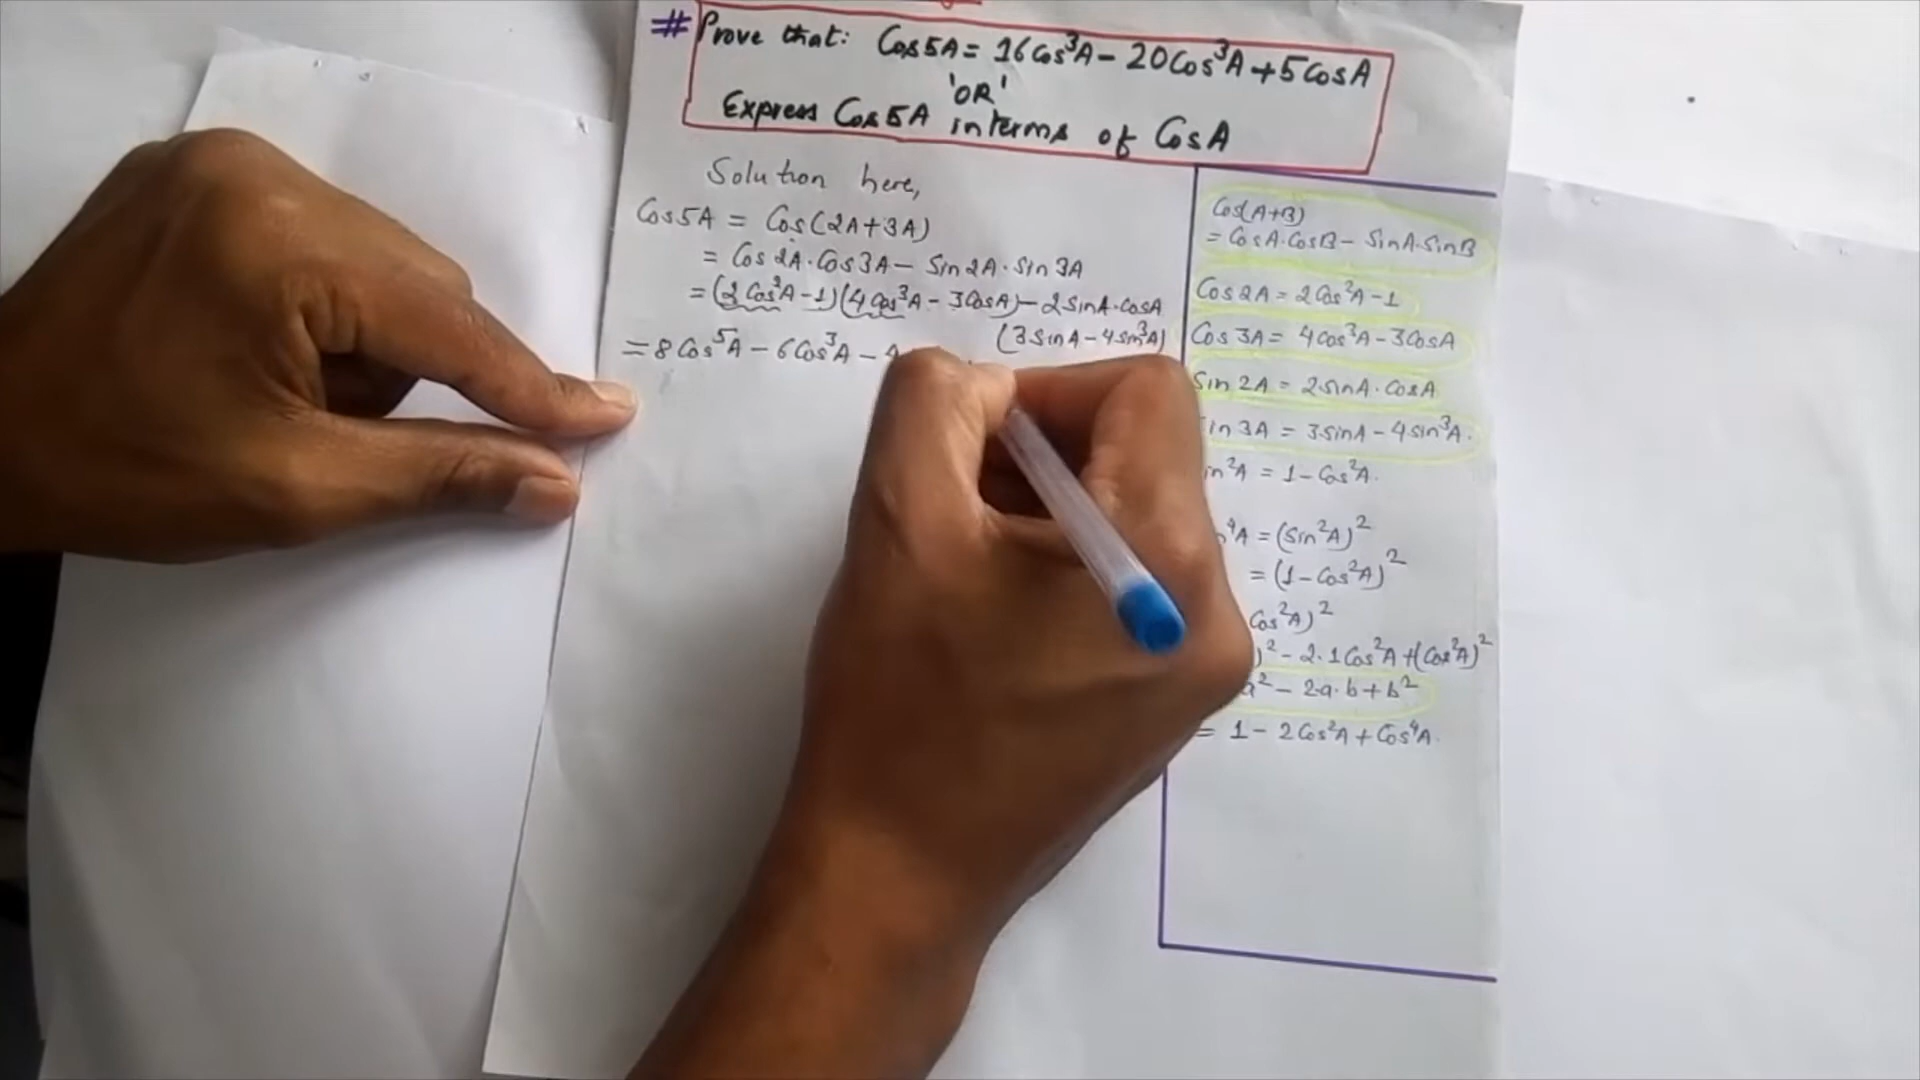 # Prove that: Cos5A = 16Cos³A - 20Cos³A + 5CosA
'OR'
Express Cos5A interms of CosA
Solution here,
Cos5A = Cos(2A+3A)
= Cos2A·Cos3A - Sin2A·Sin3A
= (2Cos²A-1)(4Cos³A - 3CosA) - 2SinA·CosA
(3SinA - 4Sin³A)
= 8Cos⁵A - 6Cos³A - 4
Cos(A+B)
= CosA·CosB - SinA·SinB
Cos2A = 2Cos²A-1
Cos3A = 4Cos³A - 3CosA
Sin2A = 2SinA·CosA
in3A = 3SinA - 4Sin³A.
in²A = 1-Cos²A.
⁴A = (Sin²A)²
= (1-Cos²A)²
Cos²A)²
)² - 2·1Cos²A + (Cos²A)²
a² - 2a·b + b²
= 1 - 2Cos²A + Cos⁴A.